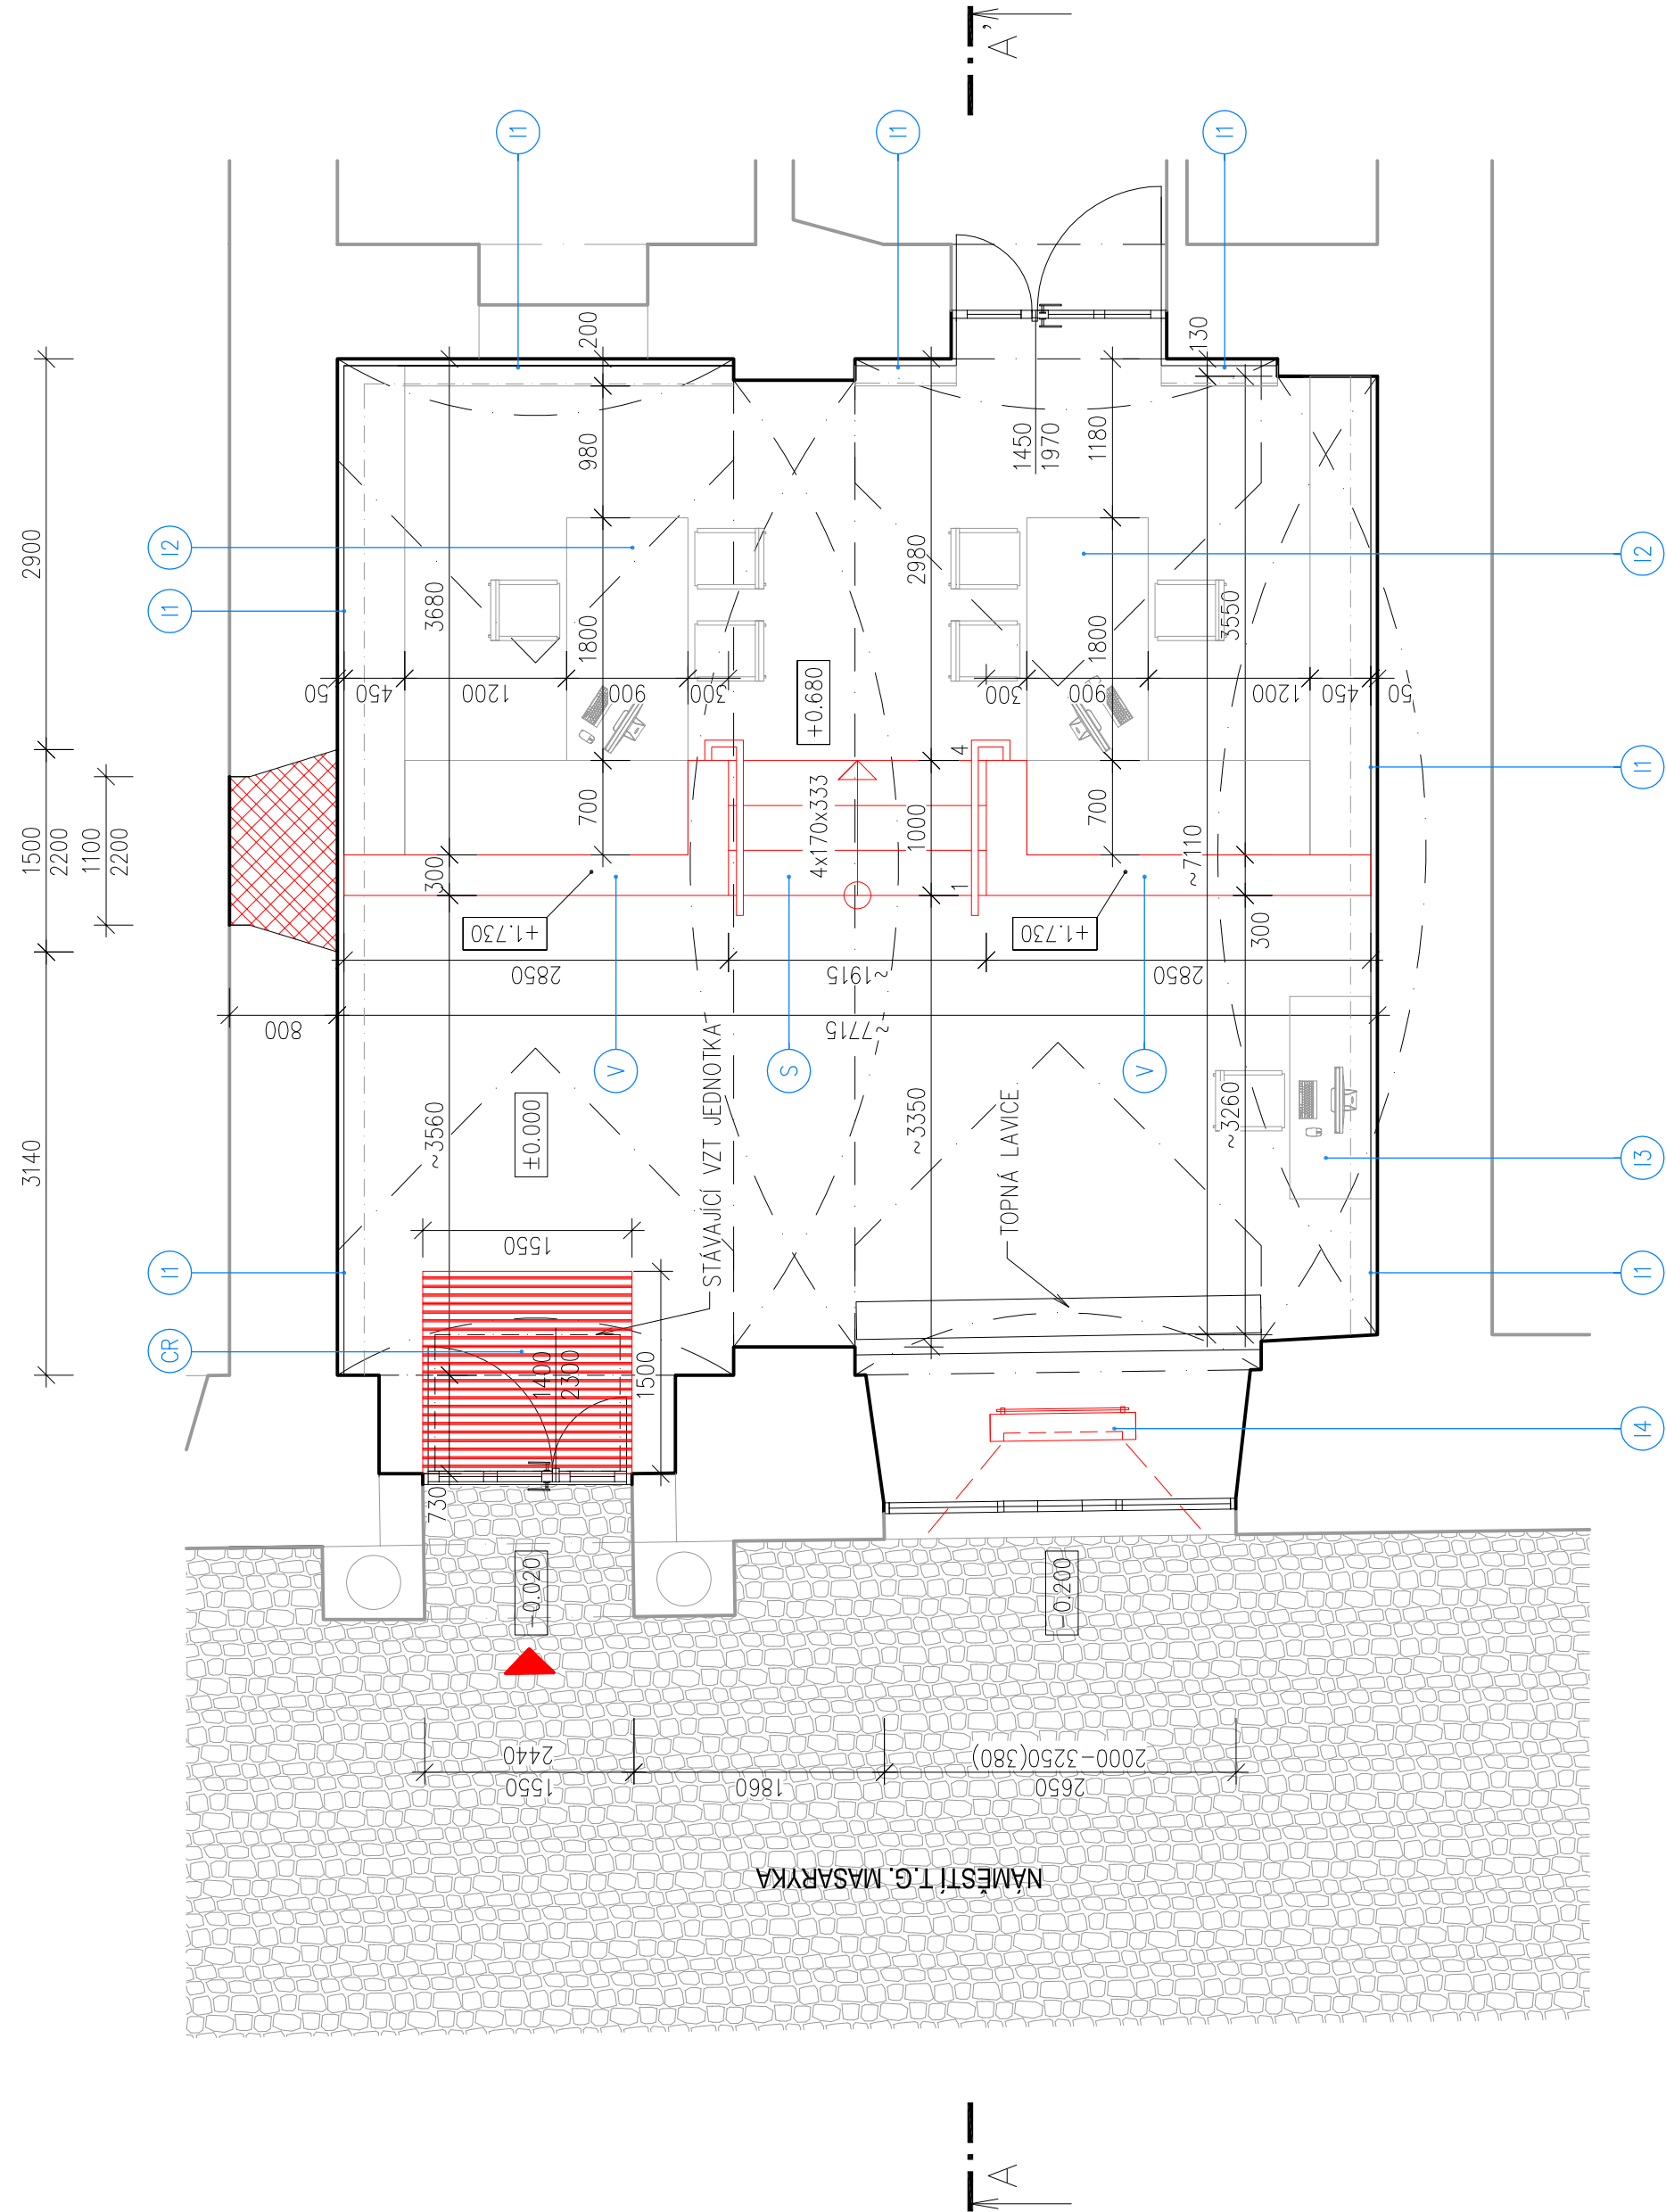 A'
I1
I1
I1
2900
1500
2200
1100
2200
3140
I2
I1
I1
CR
200
980
3680
1800
50
450
1200
900
300
700
300
+1.730
2850
800
~7715
~1915
2850
V
S
V
±0.000
~3560
1550
STÁVAJÍCÍ VZT JEDNOTKA
1400
2300
1500
730
130
1450
1970
1180
2980
3550
1800
+0.680
300
900
1200
450
50
4
4x170x333
1000
1
700
~7110
300
+1.730
~3350
TOPNÁ LAVICE
~3260
I2
I1
I3
I1
I4
-0.020
-0.200
2440
1550
1860
2000-3250(380)
2650
NÁMĚSTÍ T.G. MASARYKA
A